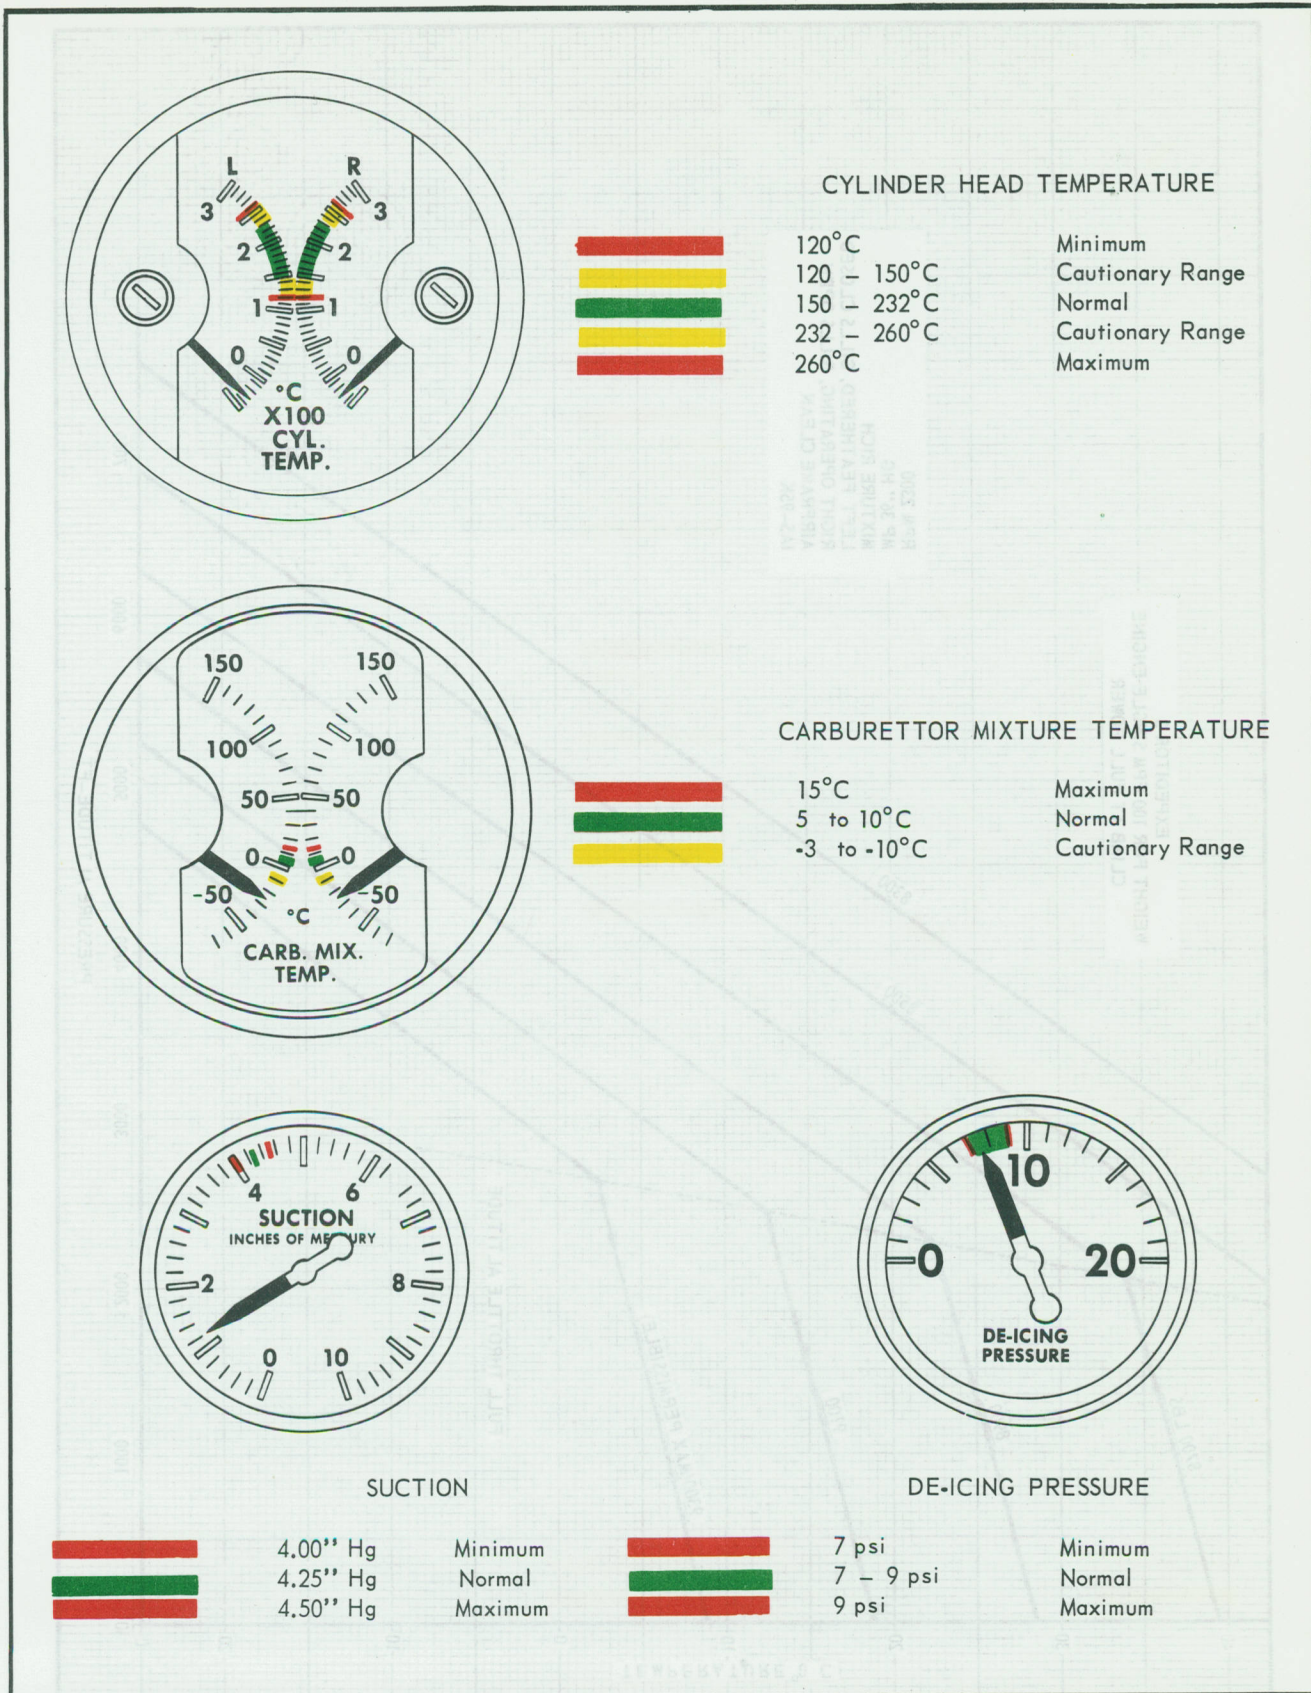 L R
3 3
2 2
1 1
0 0
°C
X100
CYL.
TEMP.
CYLINDER HEAD TEMPERATURE
120°C Minimum
120 – 150°C Cautionary Range
150 – 232°C Normal
232 – 260°C Cautionary Range
260°C Maximum
150 150
100 100
50 50
0 0
-50 -50
°C
CARB. MIX.
TEMP.
CARBURETTOR MIXTURE TEMPERATURE
15°C Maximum
5 to 10°C Normal
-3 to -10°C Cautionary Range
4 6
SUCTION
INCHES OF MERCURY
2 8
0 10
10
0 20
DE-ICING
PRESSURE
SUCTION
4.00'' Hg Minimum
4.25'' Hg Normal
4.50'' Hg Maximum
DE-ICING PRESSURE
7 psi Minimum
7 – 9 psi Normal
9 psi Maximum